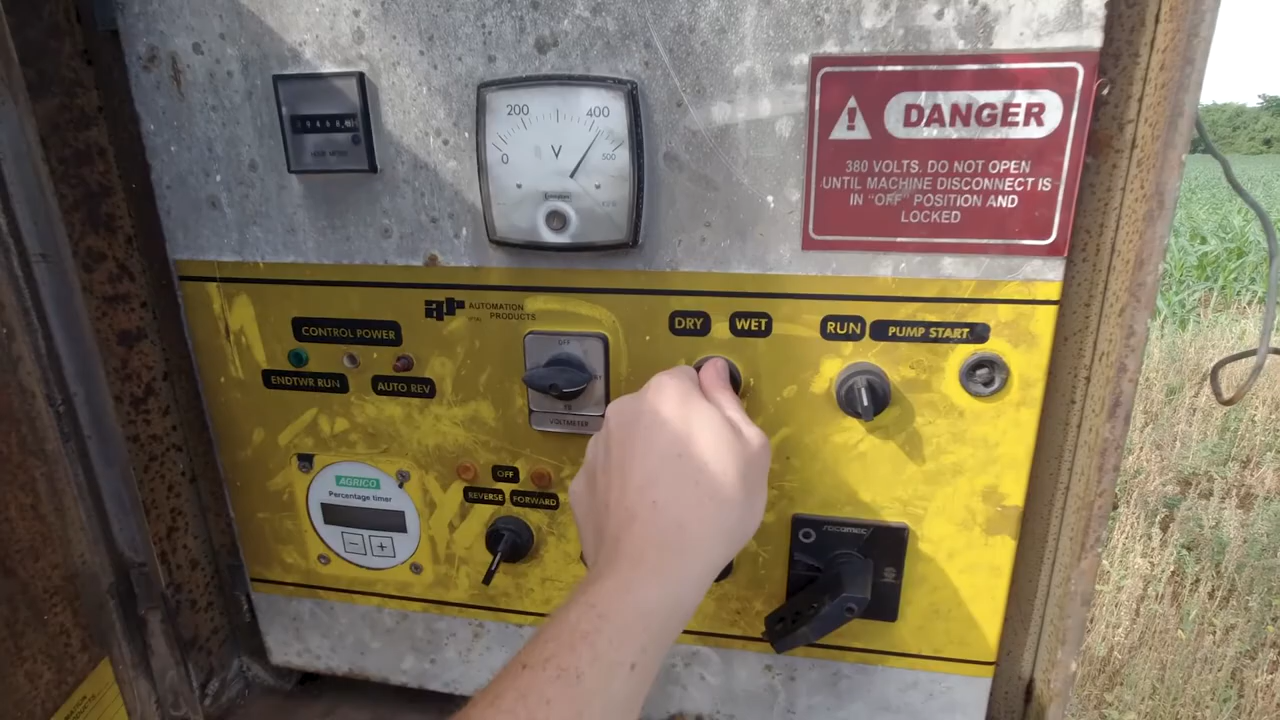 200
400
0
V
500
DANGER
380 VOLTS. DO NOT OPEN
UNTIL MACHINE DISCONNECT IS
IN "OFF" POSITION AND
LOCKED
AUTOMATION
PRODUCTS
CONTROL POWER
ENDTWR RUN
AUTO REV
OFF
VOLTMETER
DRY
WET
RUN
PUMP START
AGRICO
Percentage timer
− +
OFF
REVERSE
FORWARD
socomec